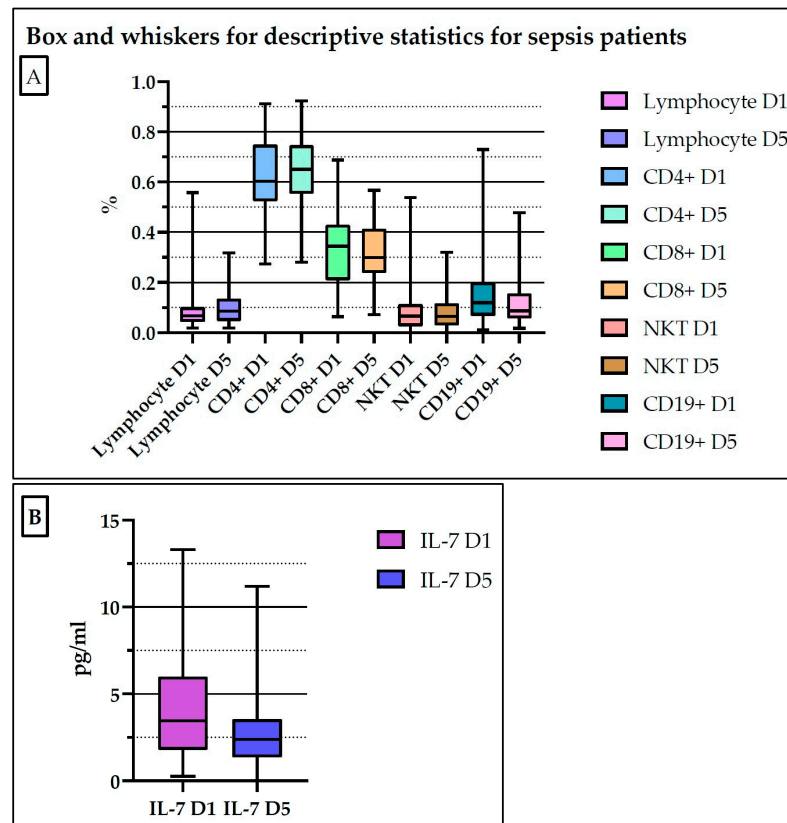 Box and whiskers for descriptive statistics for sepsis patients
A
1.0
0.8
0.6
0.4
0.2
0.0
%
Lymphocyte D1
Lymphocyte D5
CD4+ D1
CD4+ D5
CD8+ D1
CD8+ D5
NKT D1
NKT D5
CD19+ D1
CD19+ D5
Lymphocyte D1
Lymphocyte D5
CD4+ D1
CD4+ D5
CD8+ D1
CD8+ D5
NKT D1
NKT D5
CD19+ D1
CD19+ D5
B
15
10
5
0
pg/ml
IL-7 D1 IL-7 D5
IL-7 D1
IL-7 D5